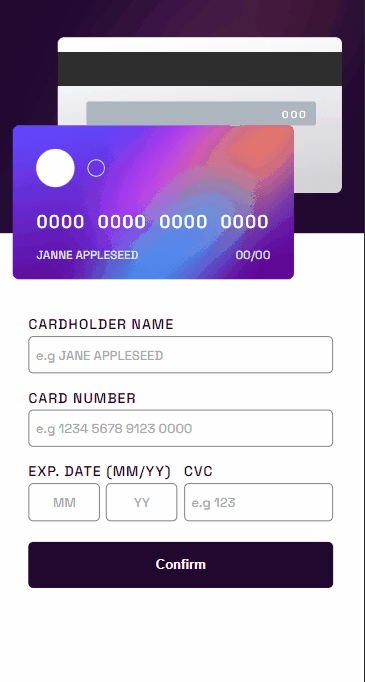 000
0000 0000 0000 0000
JANNE APPLESEED 00/00
CARDHOLDER NAME
e.g JANE APPLESEED
CARD NUMBER
e.g 1234 5678 9123 0000
EXP. DATE (MM/YY) CVC
MM YY e.g 123
Confirm